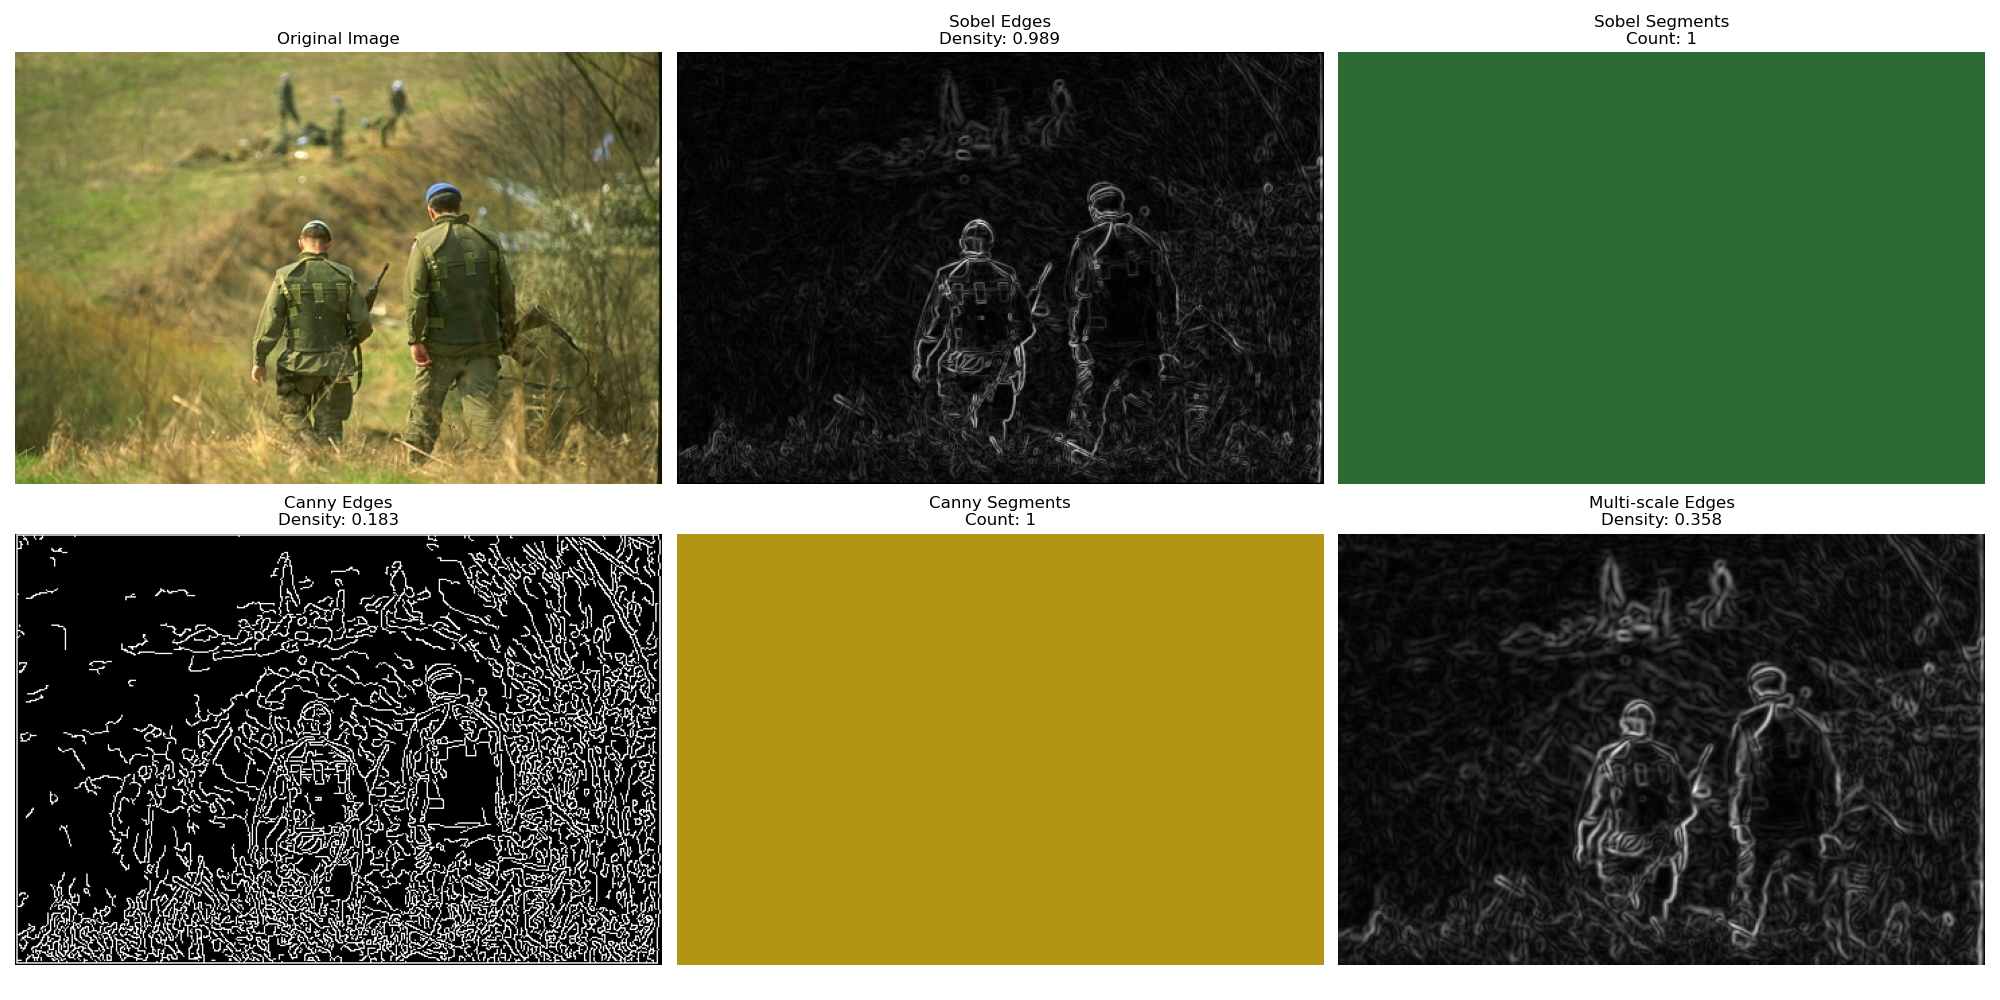 Original Image
Sobel Edges
Density: 0.989
Sobel Segments
Count: 1
Canny Edges
Density: 0.183
Canny Segments
Count: 1
Multi-scale Edges
Density: 0.358